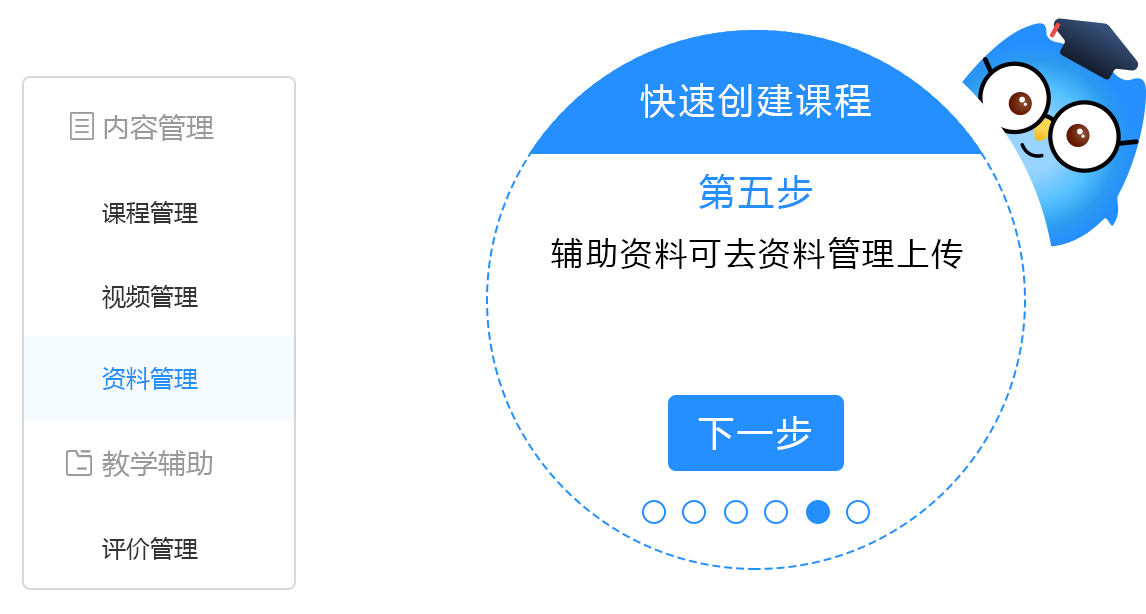 内容管理
课程管理
视频管理
资料管理
教学辅助
评价管理
快速创建课程
第五步
辅助资料可去资料管理上传
下一步